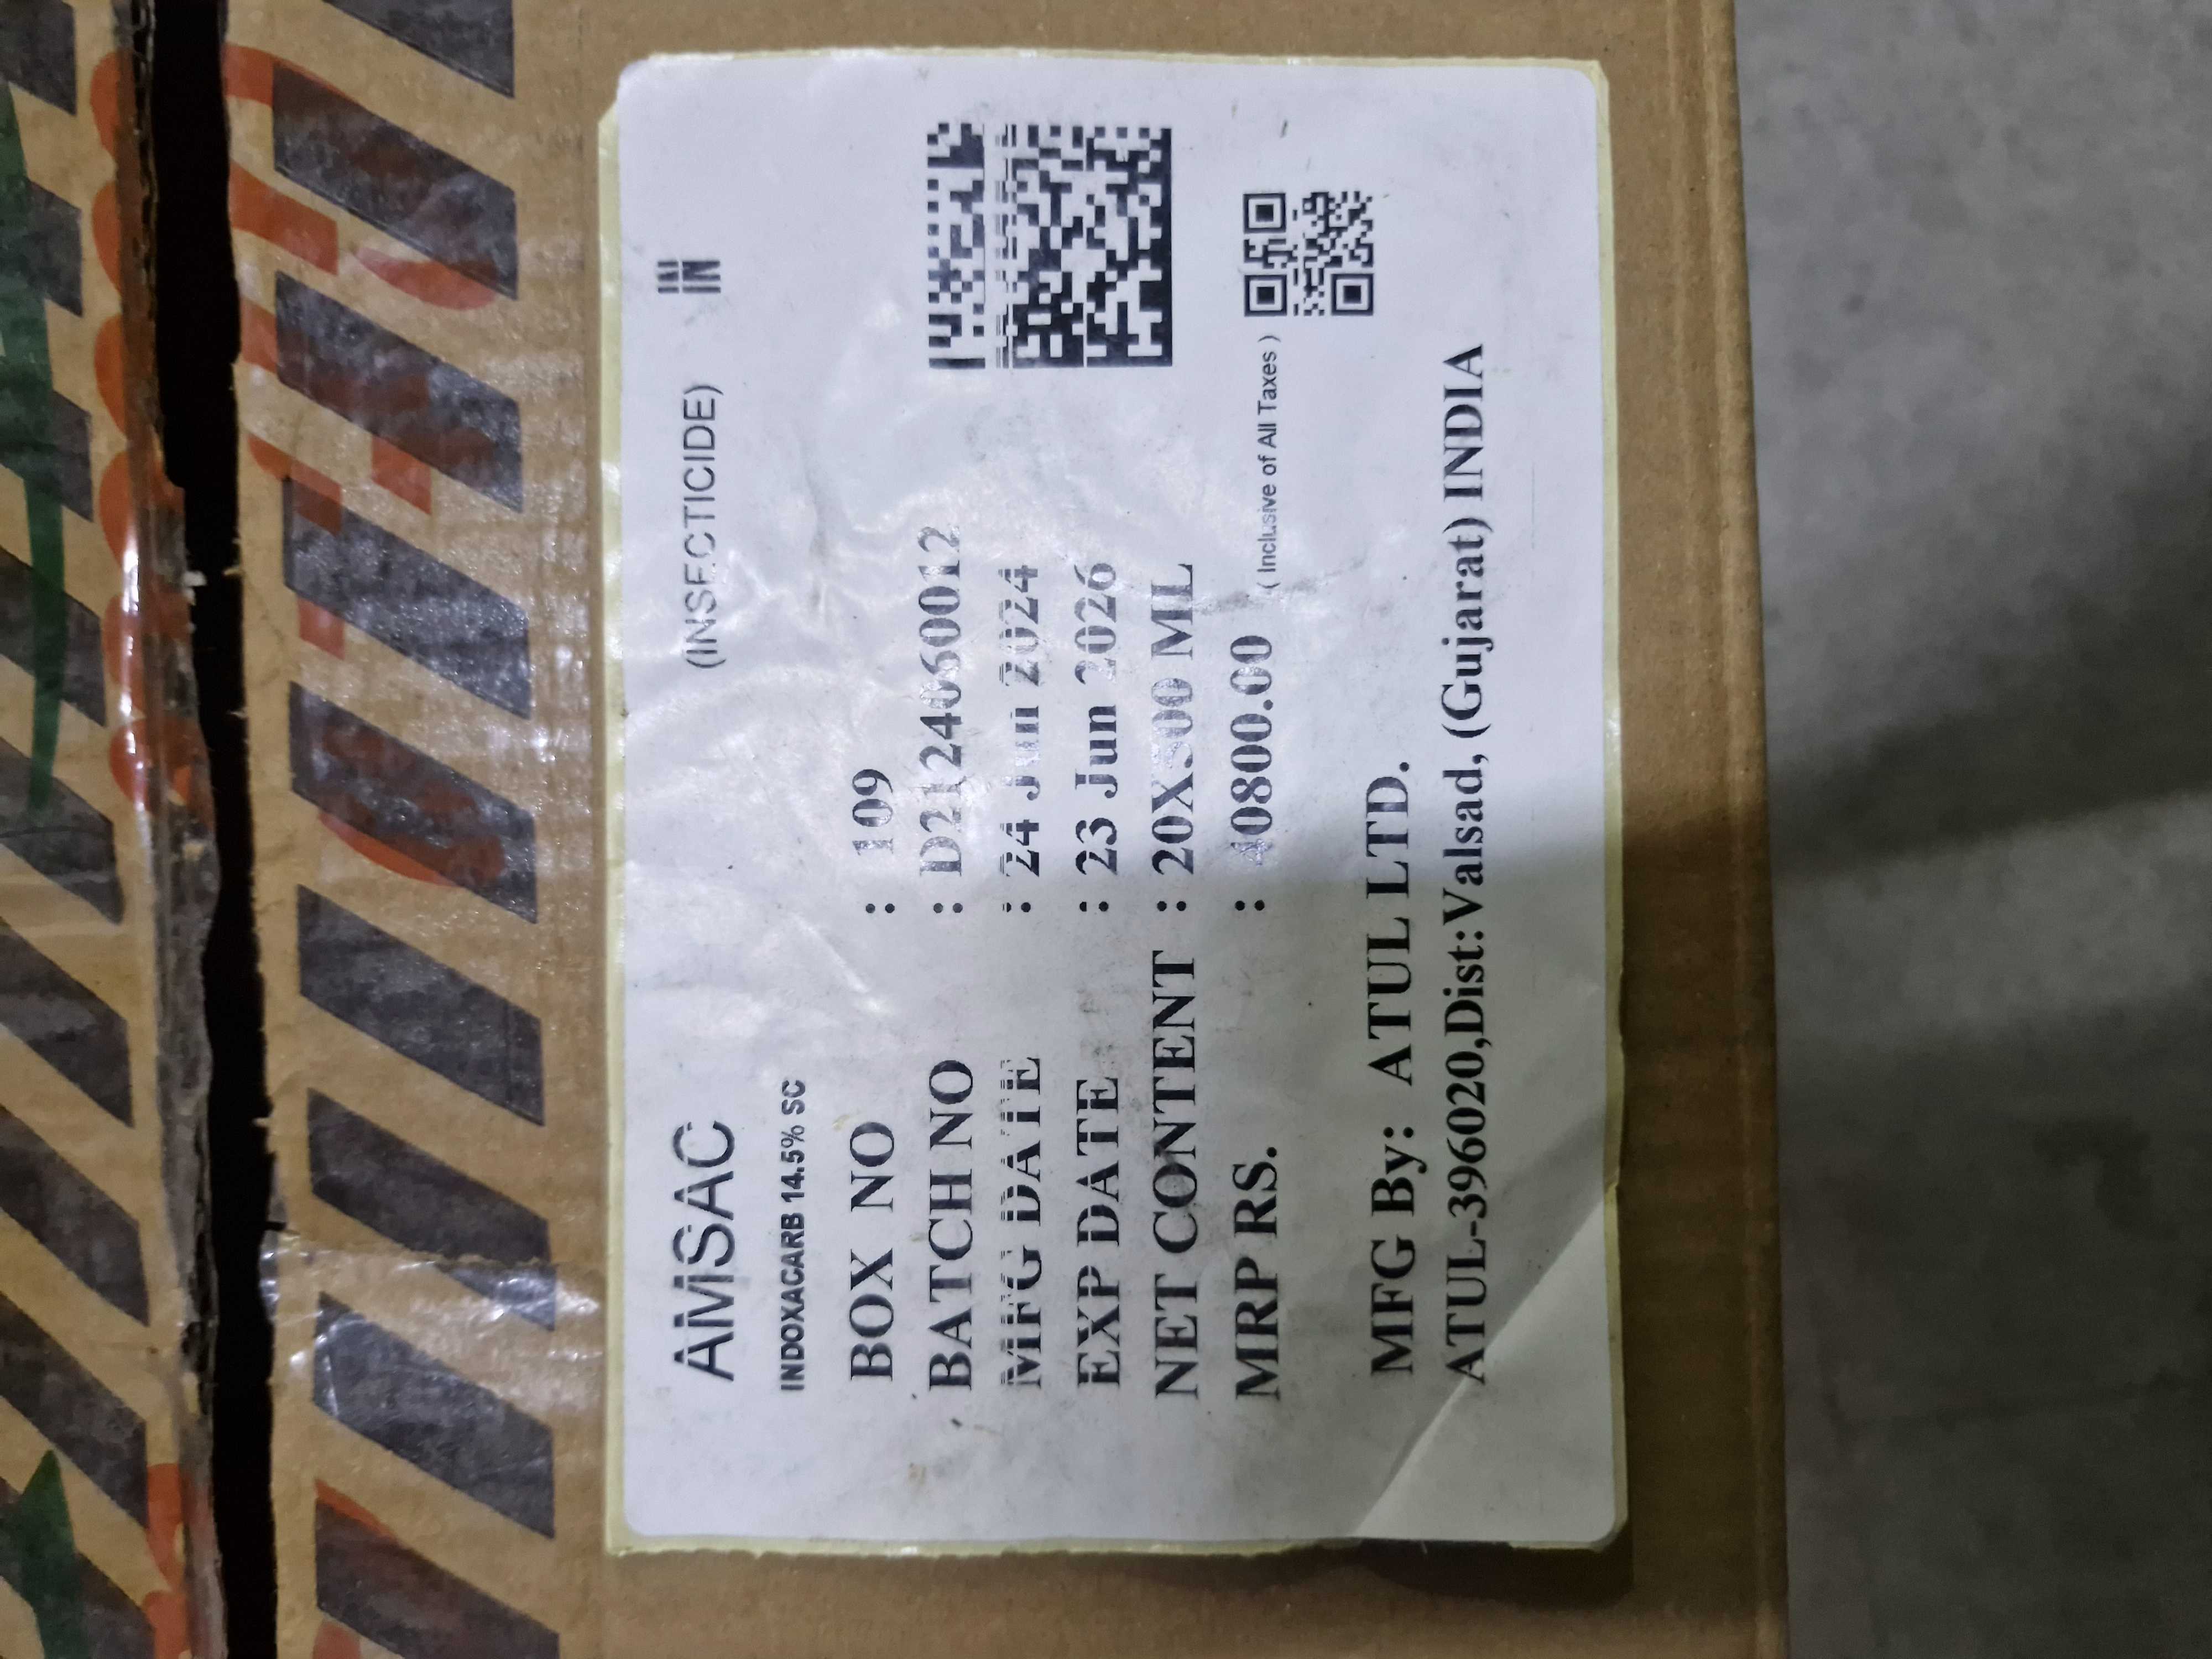 AMSAC (INSECTICIDE) IN
INDOXACARB 14.5% SC
BOX NO : 109
BATCH NO : D2124060012
MFG DATE : 24 Jun 2024
EXP DATE : 23 Jun 2026
NET CONTENT : 20X500 ML
MRP RS. : 40800.00 ( Inclusive of All Taxes )
MFG By: ATUL LTD.
ATUL-396020,Dist:Valsad, (Gujarat) INDIA